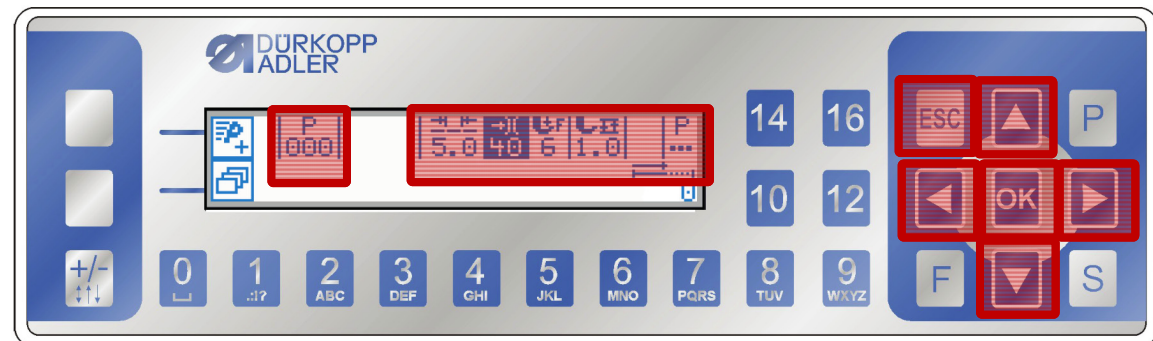 DÜRKOPP
ADLER
P
000
5.0 40 F 6 1.0 P ...
0
14 16
10 12
ESC P
OK
F S
+/-
0 1 .:!? 2 ABC 3 DEF 4 GHI 5 JKL 6 MNO 7 PQRS 8 TUV 9 WXYZ